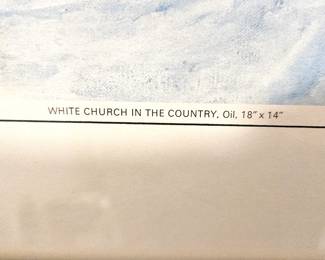 WHITE CHURCH IN THE COUNTRY, Oil, 18" x 14"